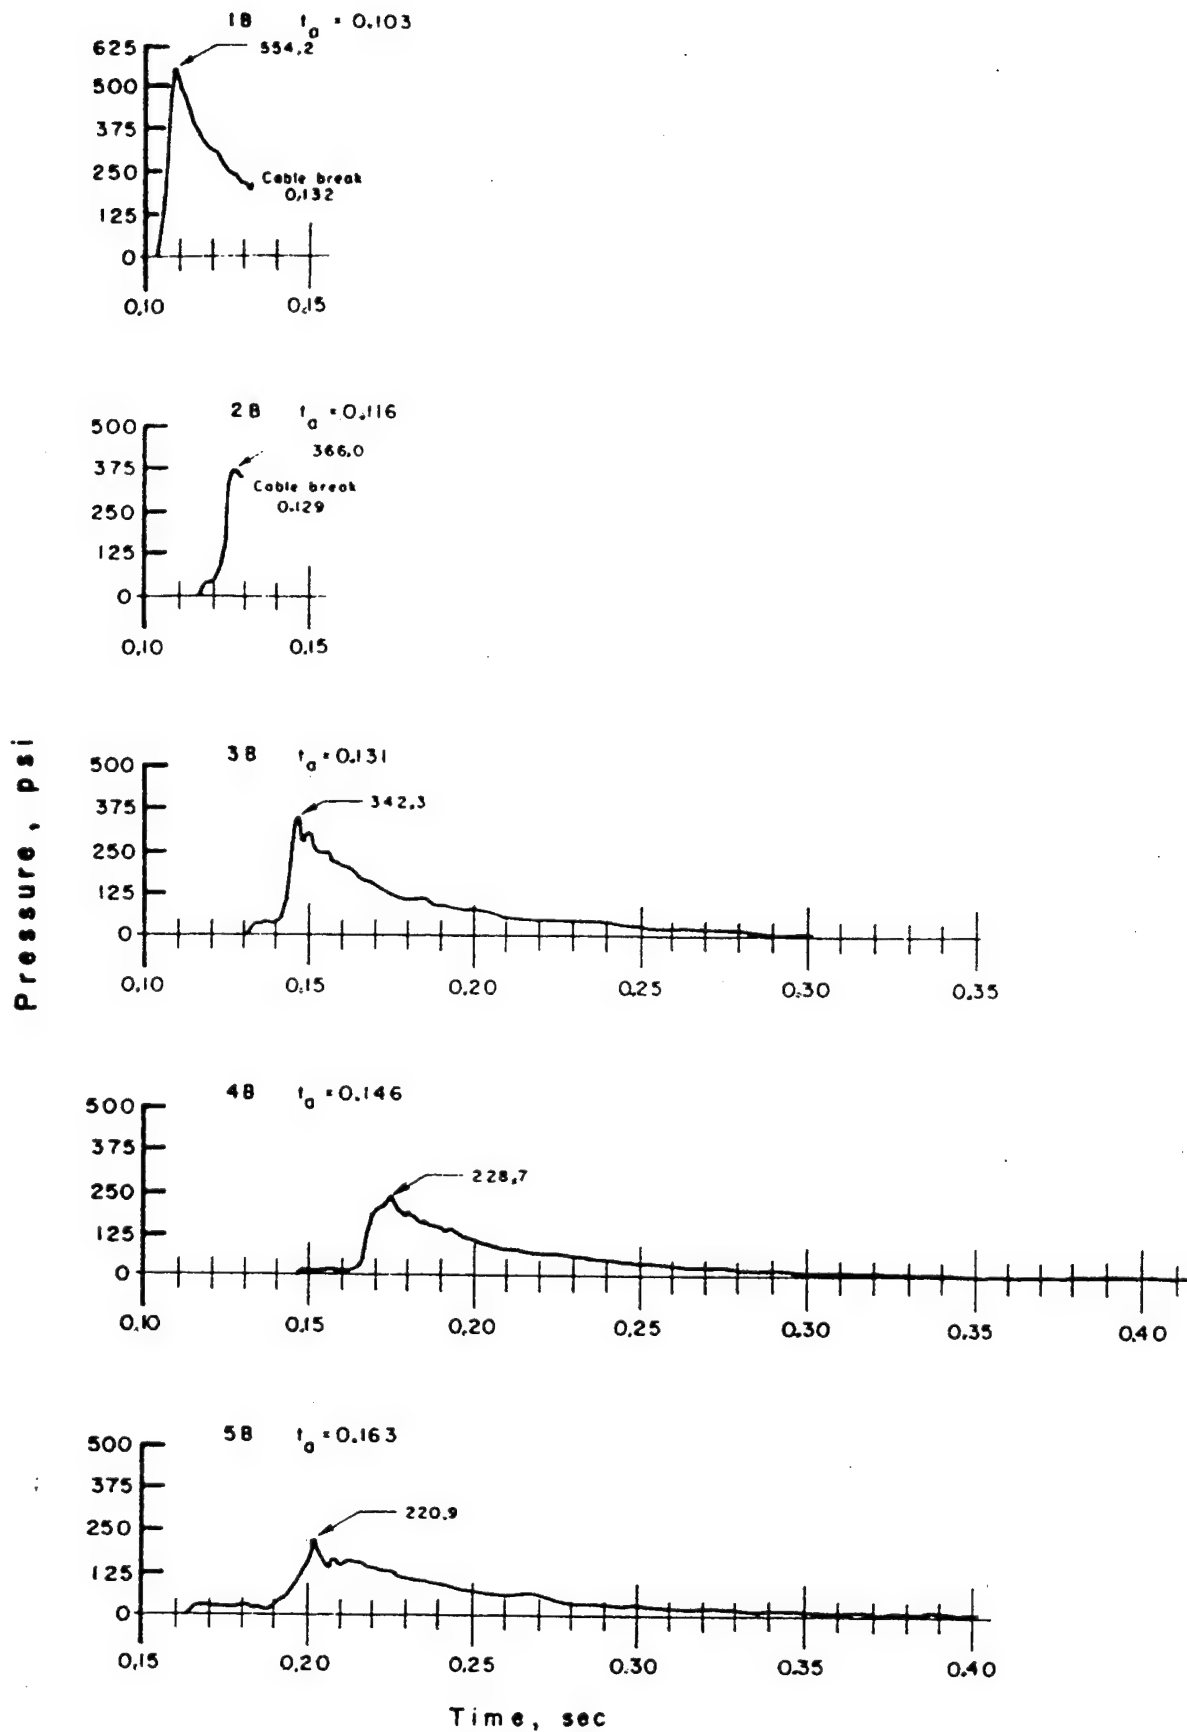 1B t_a = 0.103
554.2
625
500
375
250
125
0
Cable break
0.132
0.10 0.15
2B t_a = 0.116
366.0
500
375
250
125
0
Cable break
0.129
0.10 0.15
3B t_a = 0.131
342.3
500
375
250
125
0
0.10 0.15 0.20 0.25 0.30 0.35
4B t_a = 0.146
228.7
500
375
250
125
0
0.10 0.15 0.20 0.25 0.30 0.35 0.40
5B t_a = 0.163
220.9
500
375
250
125
0
0.15 0.20 0.25 0.30 0.35 0.40
Pressure, psi
Time, sec